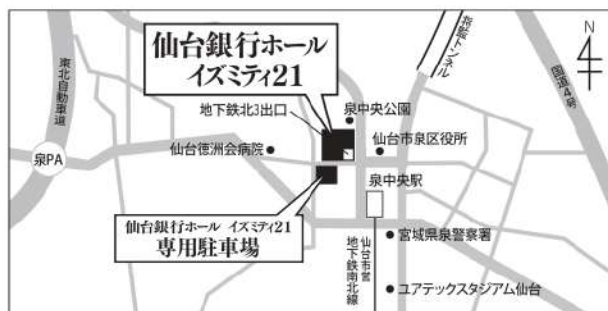 仙台銀行ホール
イズミティ21
地下鉄北3出口
泉中央公園
将監トンネル
N
国道4号
東北自動車道
泉PA
仙台徳洲会病院
仙台市泉区役所
泉中央駅
仙台銀行ホール イズミティ21
専用駐車場
仙台市営
地下鉄南北線
宮城県泉警察署
ユアテックスタジアム仙台